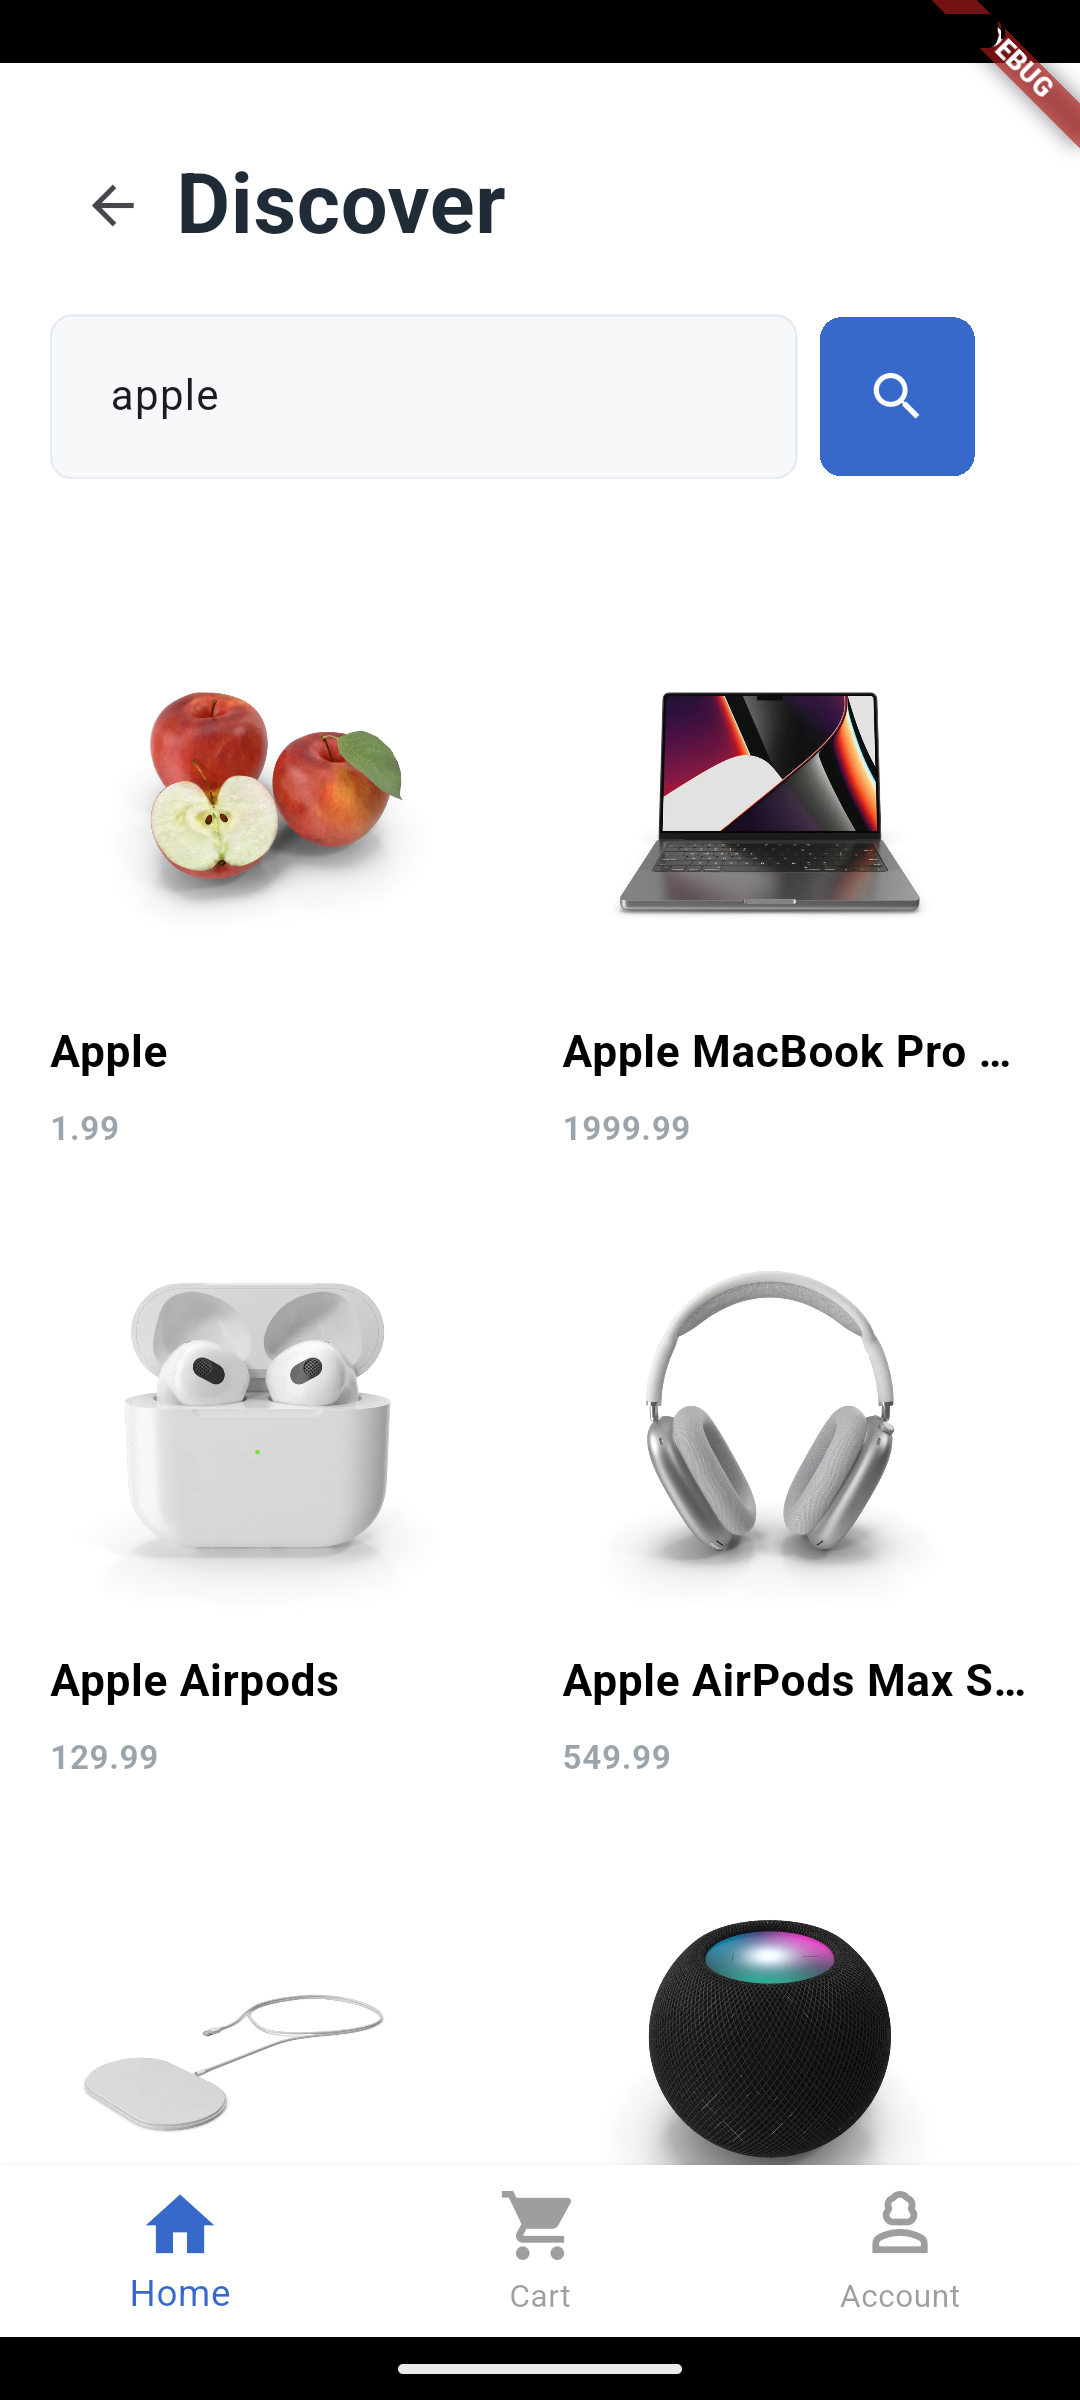 EBUG
Discover
apple
Apple
Apple MacBook Pro ...
1.99
1999.99
Apple Airpods
Apple AirPods Max S...
129.99
549.99
Home
Cart
Account